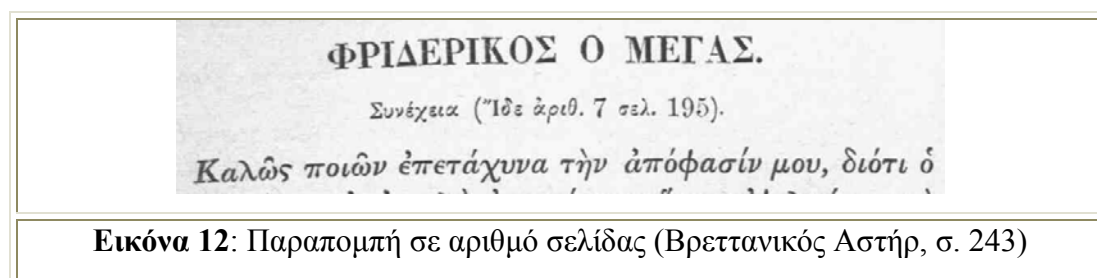 ΦΡΙΔΕΡΙΚΟΣ Ο ΜΕΓΑΣ.
Συνέχεια (Ἴδε ἀριθ. 7 σελ. 195).
Καλῶς ποιῶν ἐπετάχυνα τὴν ἀπόφασίν μου, διότι ὁ
Εικόνα 12: Παραπομπή σε αριθμό σελίδας (Βρεττανικός Αστήρ, σ. 243)